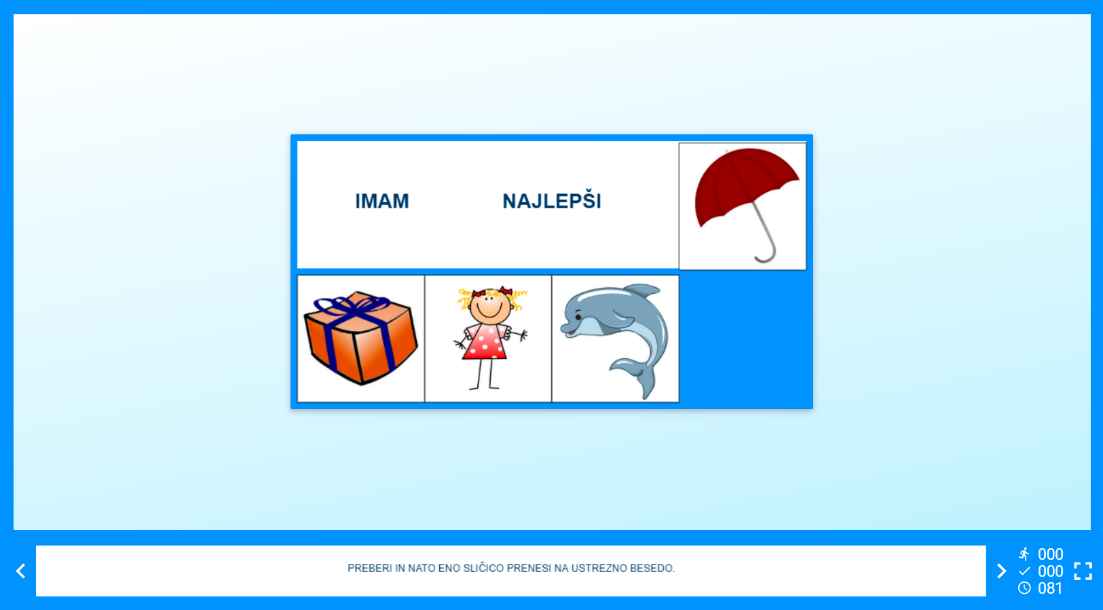 IMAM NAJLEPŠI
PREBERI IN NATO ENO SLIČICO PRENESI NA USTREZNO BESEDO.
000
000
081